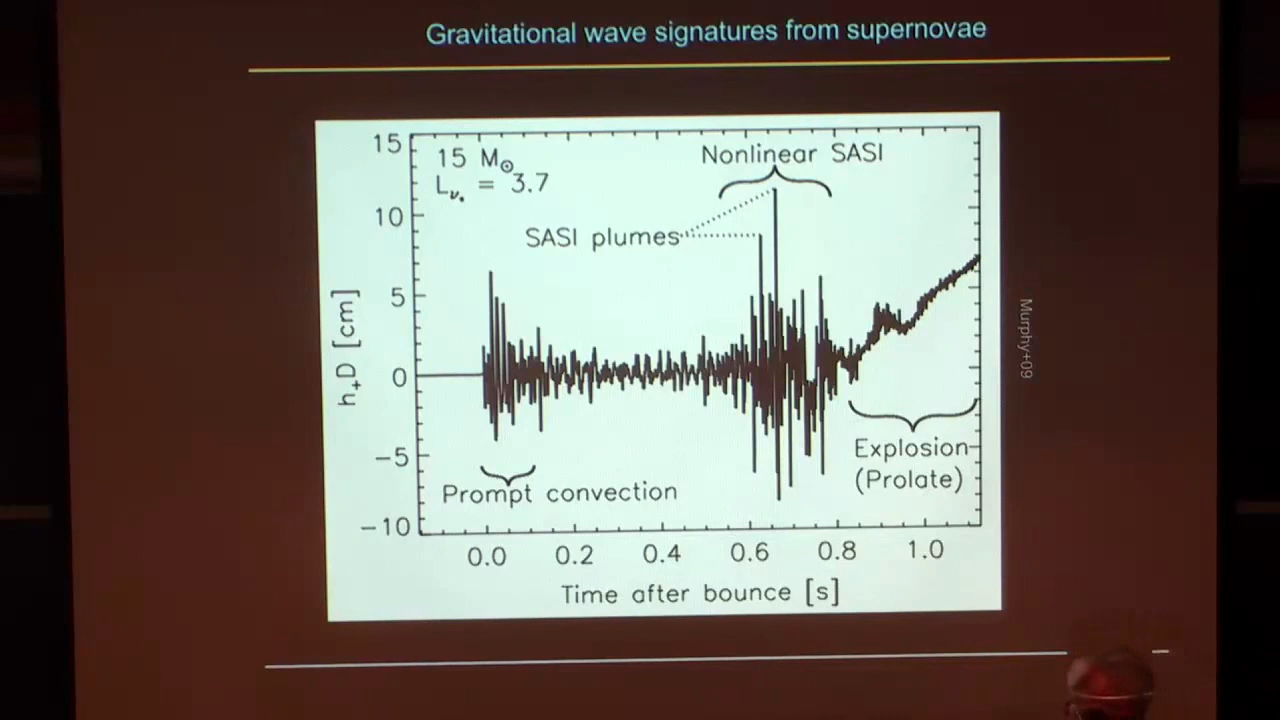 Gravitational wave signatures from supernovae
15 M⊙
Lνₑ = 3.7
Nonlinear SASI
SASI plumes
Prompt convection
Explosion
(Prolate)
15
10
5
0
−5
−10
h₊D [cm]
0.0 0.2 0.4 0.6 0.8 1.0
Time after bounce [s]
Murphy+09